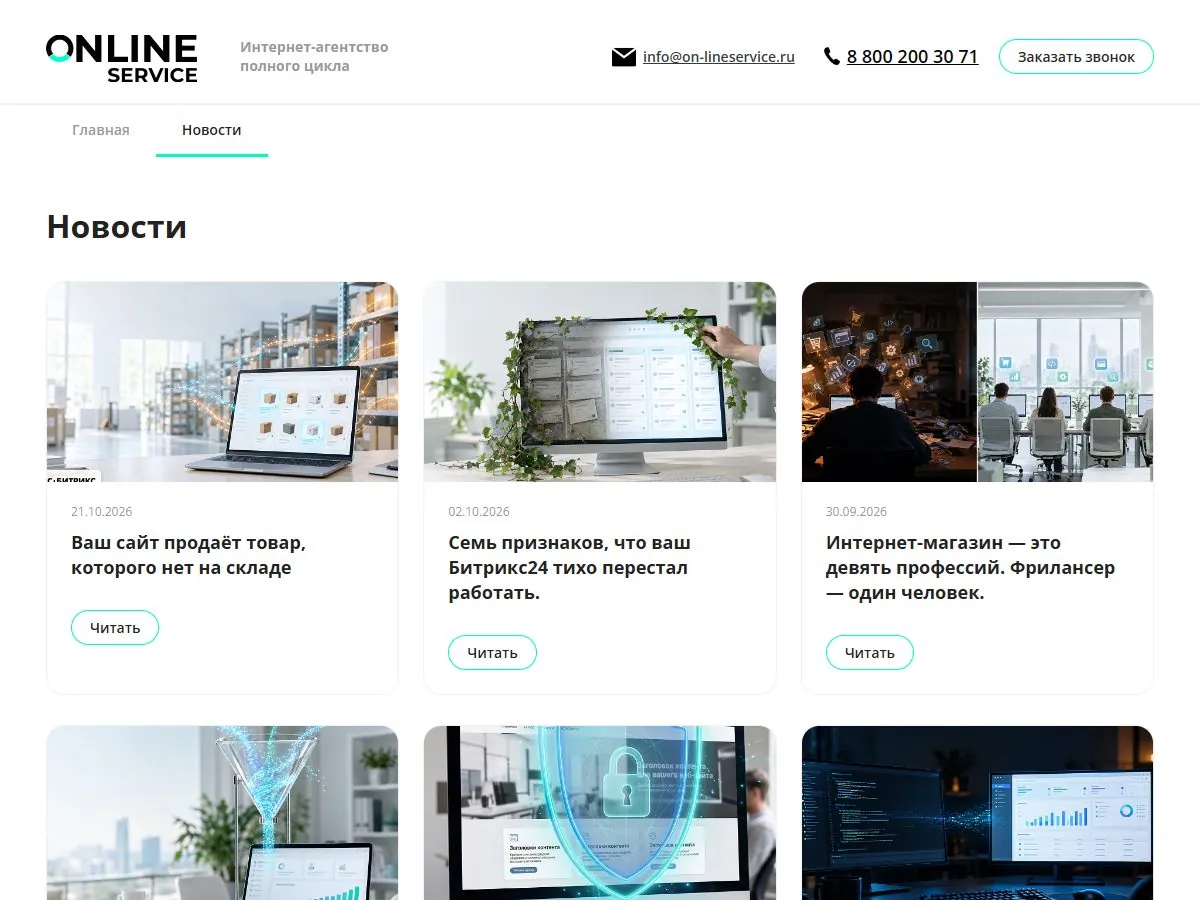 ONLINE
SERVICE
Интернет-агентство
полного цикла
info@on-lineservice.ru
8 800 200 30 71
Заказать звонок
Главная
Новости
Новости
21.10.2026
Ваш сайт продаёт товар,
которого нет на складе
Читать
02.10.2026
Семь признаков, что ваш
Битрикс24 тихо перестал
работать.
Читать
30.09.2026
Интернет-магазин — это
девять профессий. Фрилансер
— один человек.
Читать